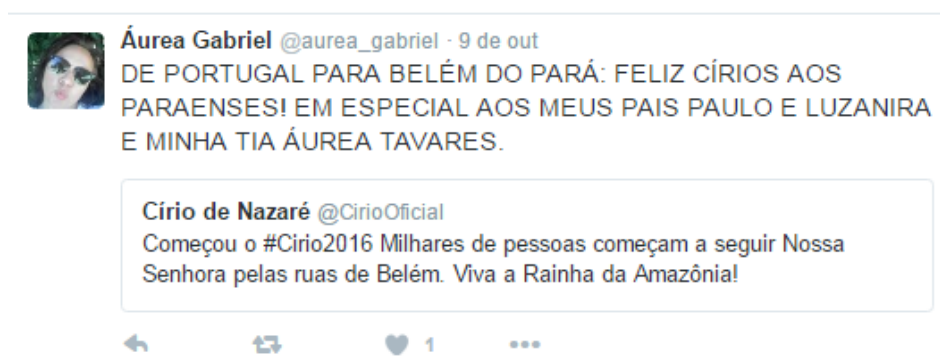 Áurea Gabriel @aurea_gabriel · 9 de out
DE PORTUGAL PARA BELÉM DO PARÁ: FELIZ CÍRIOS AOS
PARAENSES! EM ESPECIAL AOS MEUS PAIS PAULO E LUZANIRA
E MINHA TIA ÁUREA TAVARES.
Círio de Nazaré @CirioOficial
Começou o #Cirio2016 Milhares de pessoas começam a seguir Nossa
Senhora pelas ruas de Belém. Viva a Rainha da Amazônia!
1